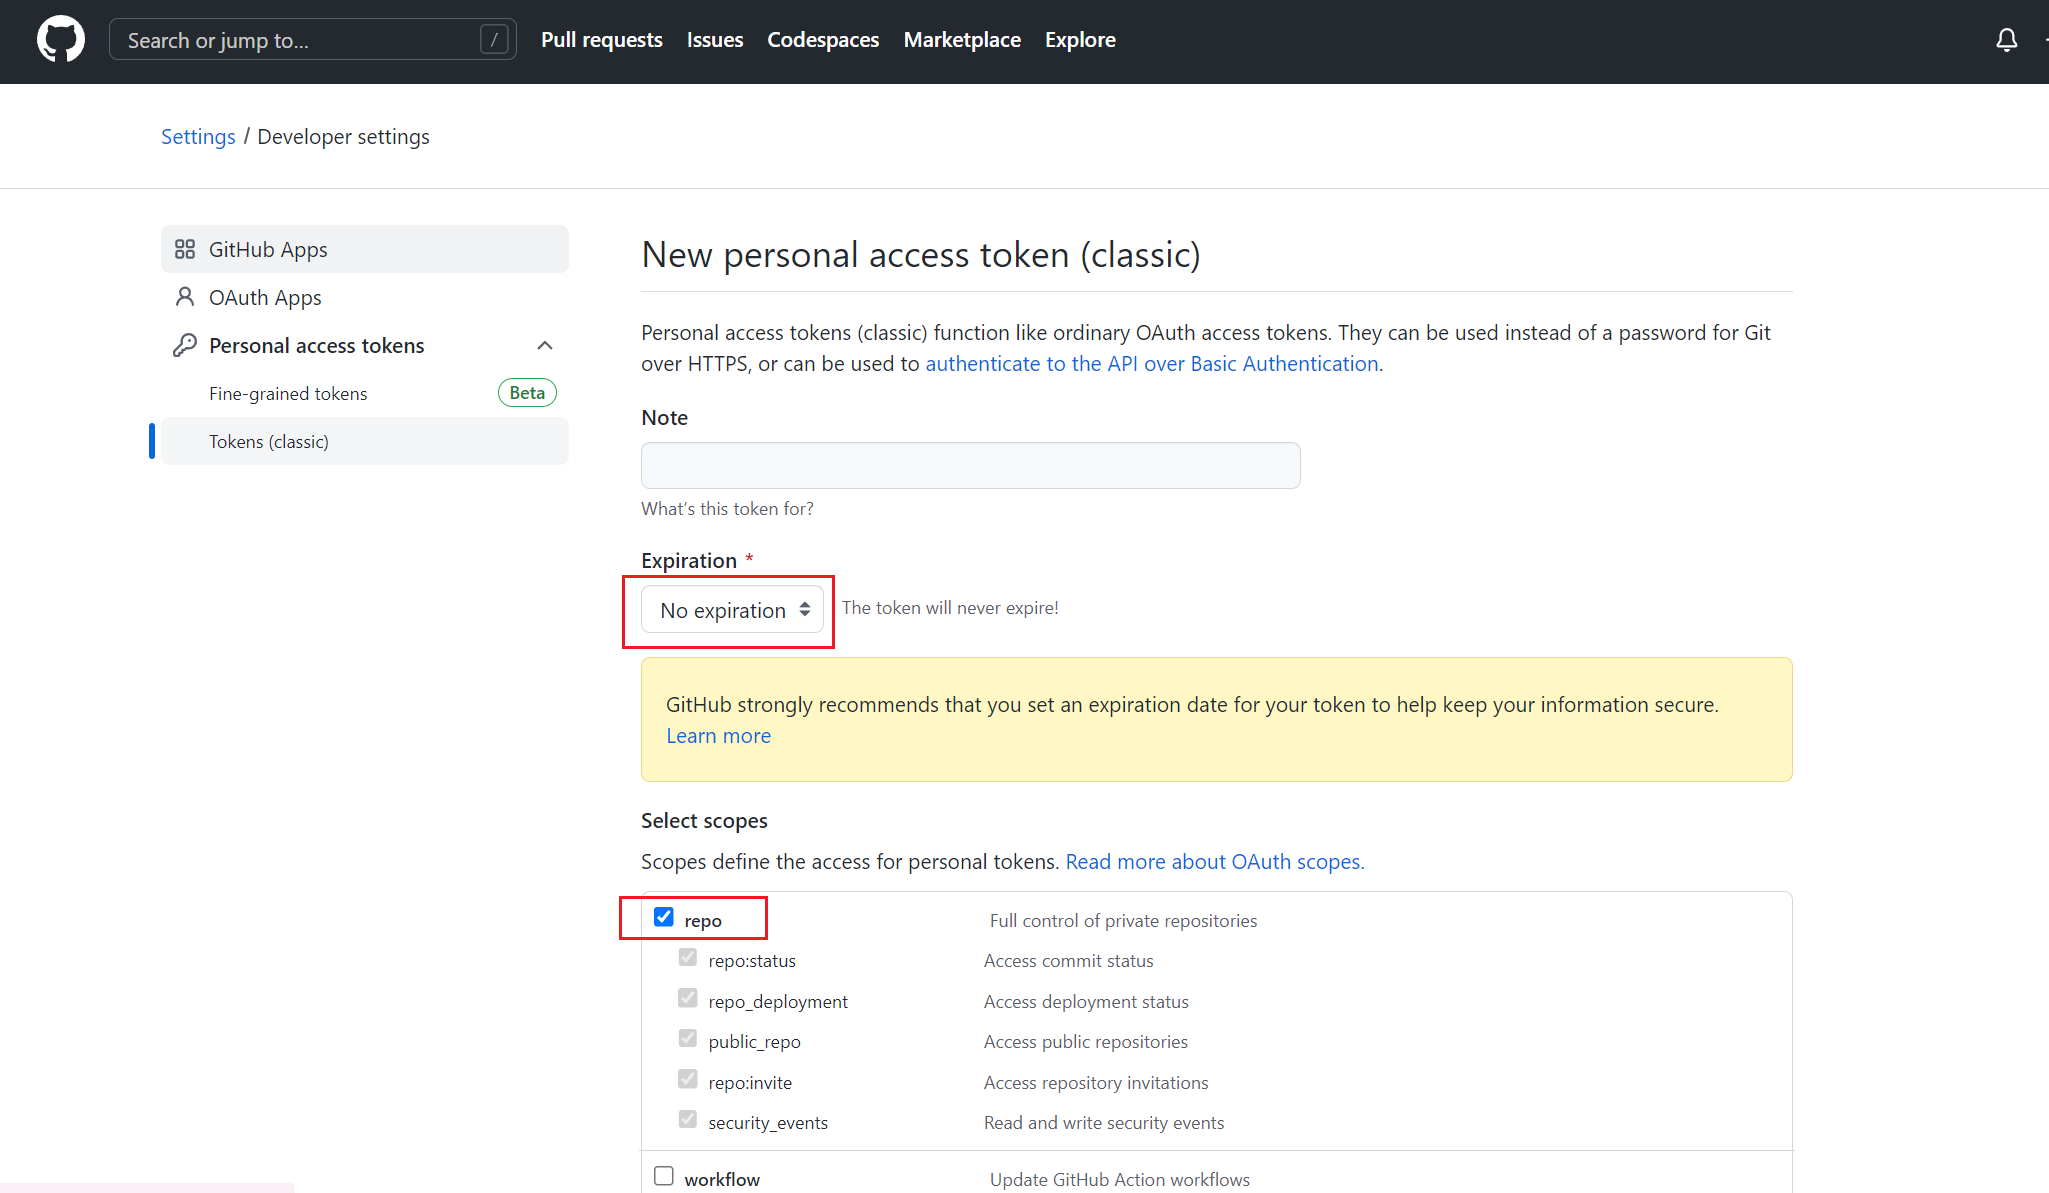 Search or jump to... /
Pull requests Issues Codespaces Marketplace Explore
Settings / Developer settings
GitHub Apps
OAuth Apps
Personal access tokens
Fine-grained tokens Beta
Tokens (classic)
New personal access token (classic)
Personal access tokens (classic) function like ordinary OAuth access tokens. They can be used instead of a password for Git
over HTTPS, or can be used to authenticate to the API over Basic Authentication.
Note
What's this token for?
Expiration *
No expiration The token will never expire!
GitHub strongly recommends that you set an expiration date for your token to help keep your information secure.
Learn more
Select scopes
Scopes define the access for personal tokens. Read more about OAuth scopes.
repo Full control of private repositories
repo:status Access commit status
repo_deployment Access deployment status
public_repo Access public repositories
repo:invite Access repository invitations
security_events Read and write security events
workflow Update GitHub Action workflows